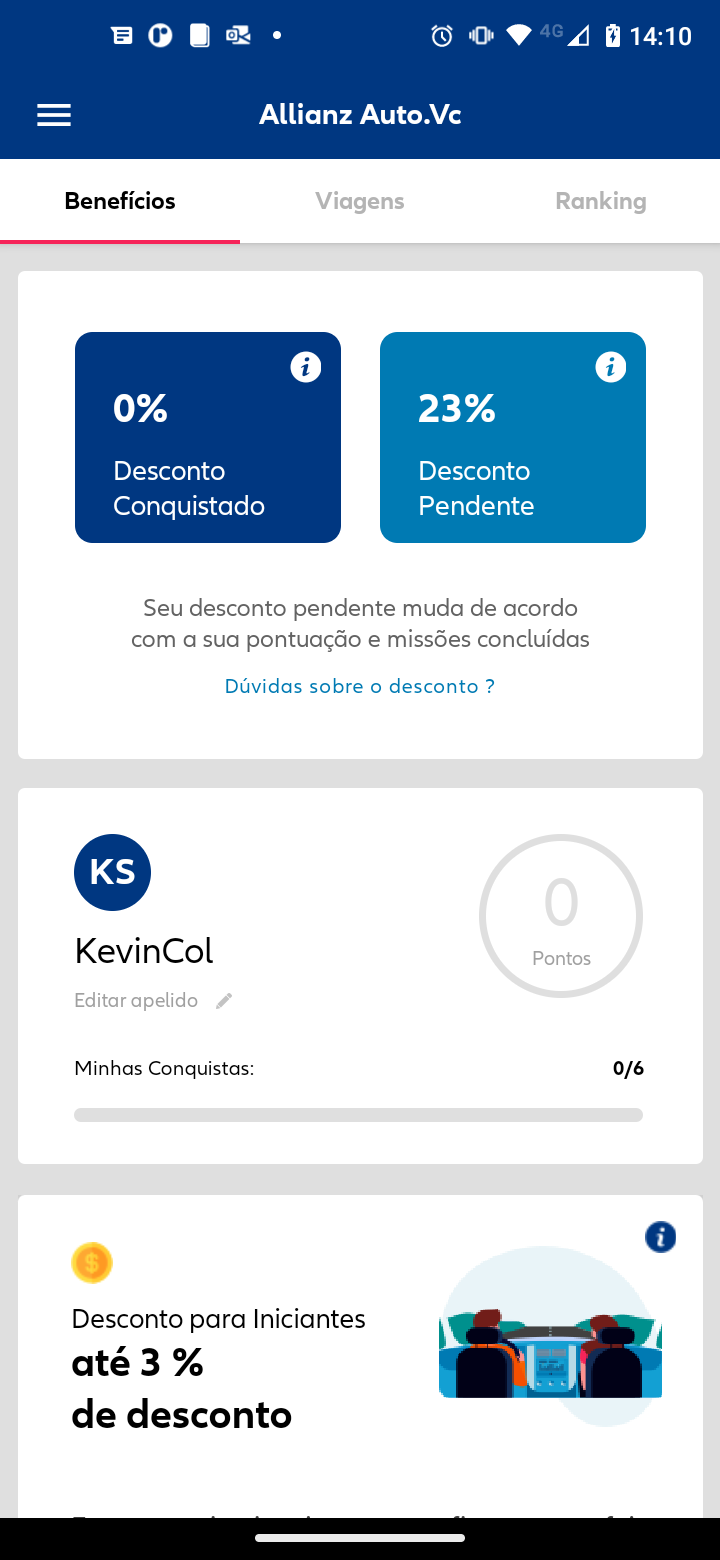 4G 14:10
Allianz Auto.Vc
Benefícios Viagens Ranking
0%
Desconto
Conquistado
23%
Desconto
Pendente
Seu desconto pendente muda de acordo
com a sua pontuação e missões concluídas
Dúvidas sobre o desconto ?
KS
KevinCol
Editar apelido
0
Pontos
Minhas Conquistas: 0/6
Desconto para Iniciantes
até 3 %
de desconto